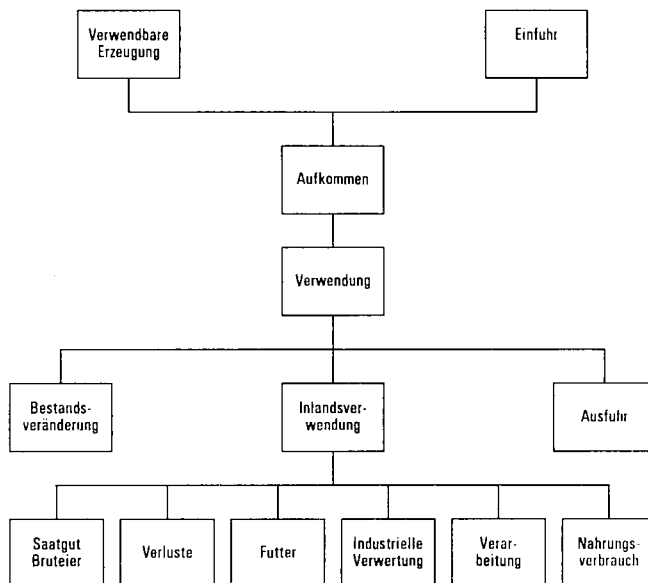 Verwendbare
Erzeugung
Einfuhr
Aufkommen
Verwendung
Bestands-
veränderung
Inlandsver-
wendung
Ausfuhr
Saatgut
Bruteier
Verluste
Futter
Industrielle
Verwertung
Verar-
beitung
Nahrungs-
verbrauch